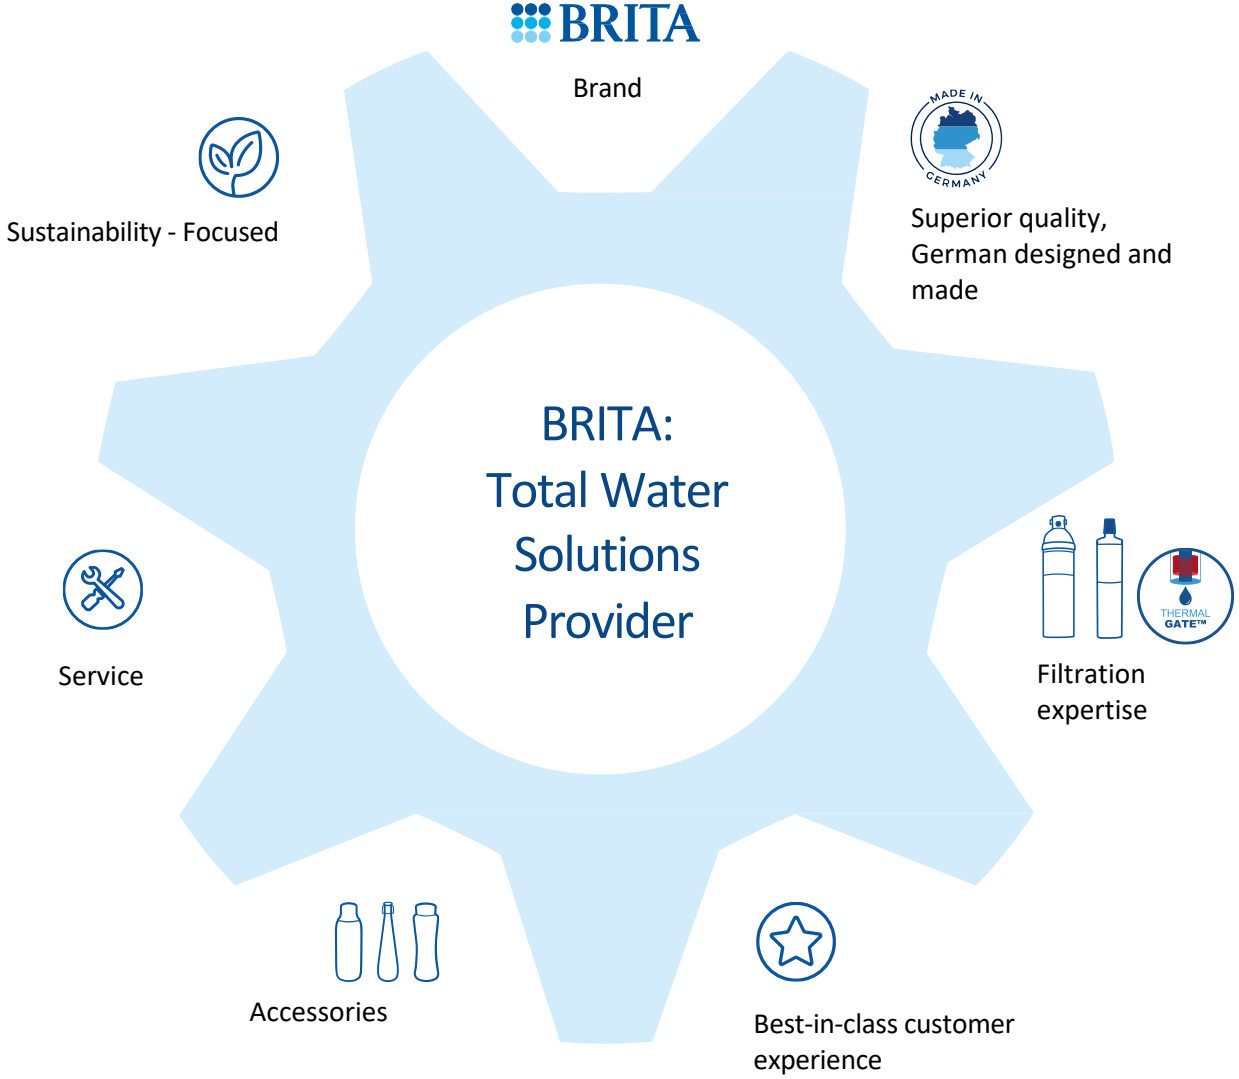 BRITA
Brand
MADE IN
GERMANY
Superior quality,
German designed and
made
Sustainability - Focused
BRITA:
Total Water
Solutions
Provider
THERMAL
GATE™
Filtration
expertise
Service
Accessories
Best-in-class customer
experience